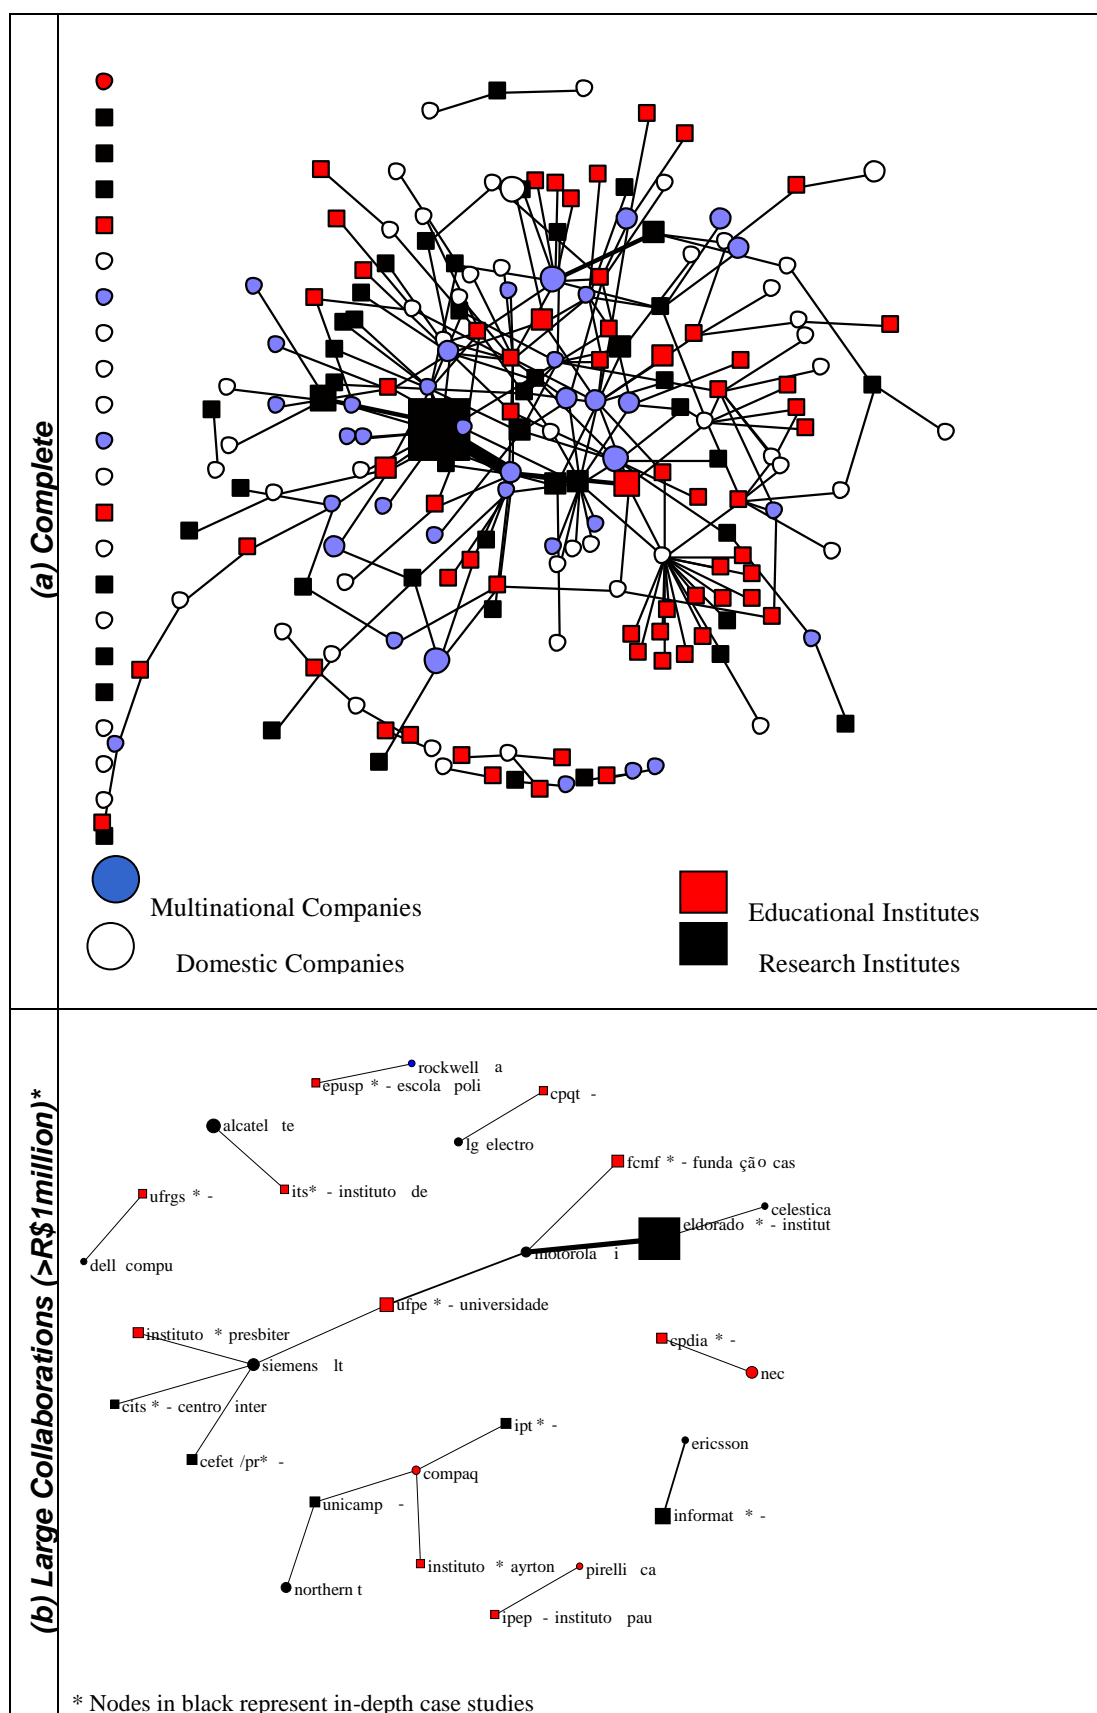 (a) Complete
Multinational Companies
Educational Institutes
Domestic Companies
Research Institutes
(b) Large Collaborations (>R$1million)*
rockwell a
epusp * - escola poli
cpqt -
alcatel te
lg electro
fcmf * - funda ção cas
ufrgs * -
its* - instituto de
celestica
eldorado * - institut
motorola i
dell compu
ufpe * - universidade
instituto * presbiter
cpdia * -
siemens lt
nec
cits * - centro inter
ipt * -
ericsson
cefet /pr* -
compaq
unicamp -
informat * -
instituto * ayrton
pirelli ca
northern t
ipep - instituto pau
* Nodes in black represent in-depth case studies